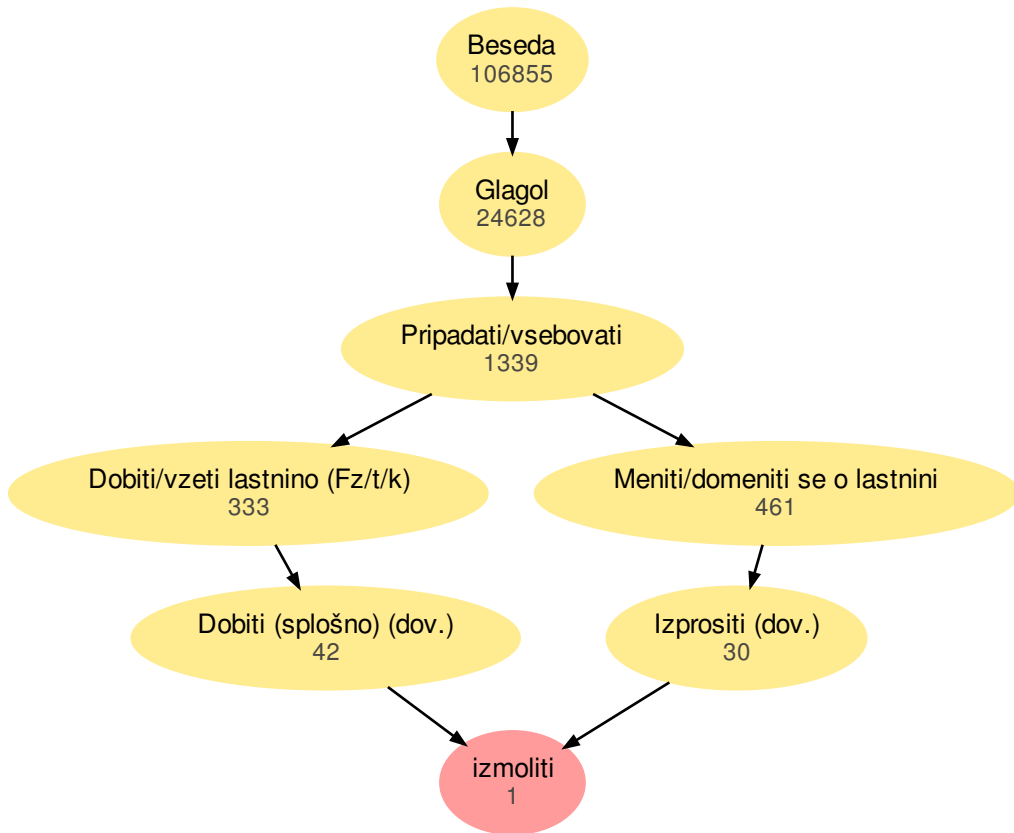 Beseda
106855
Glagol
24628
Pripadati/vsebovati
1339
Dobiti/vzeti lastnino (Fz/t/k)
333
Meniti/domeniti se o lastnini
461
Dobiti (splošno) (dov.)
42
Izprositi (dov.)
30
izmoliti
1